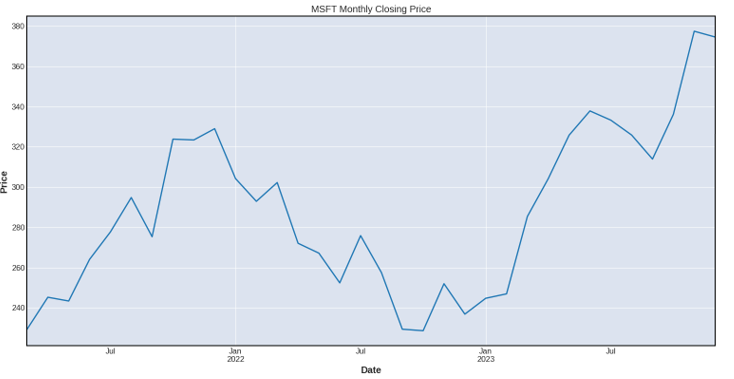 MSFT Monthly Closing Price
380
360
340
320
300
280
260
240
Price
Jul
Jan
2022
Jul
Jan
2023
Jul
Date